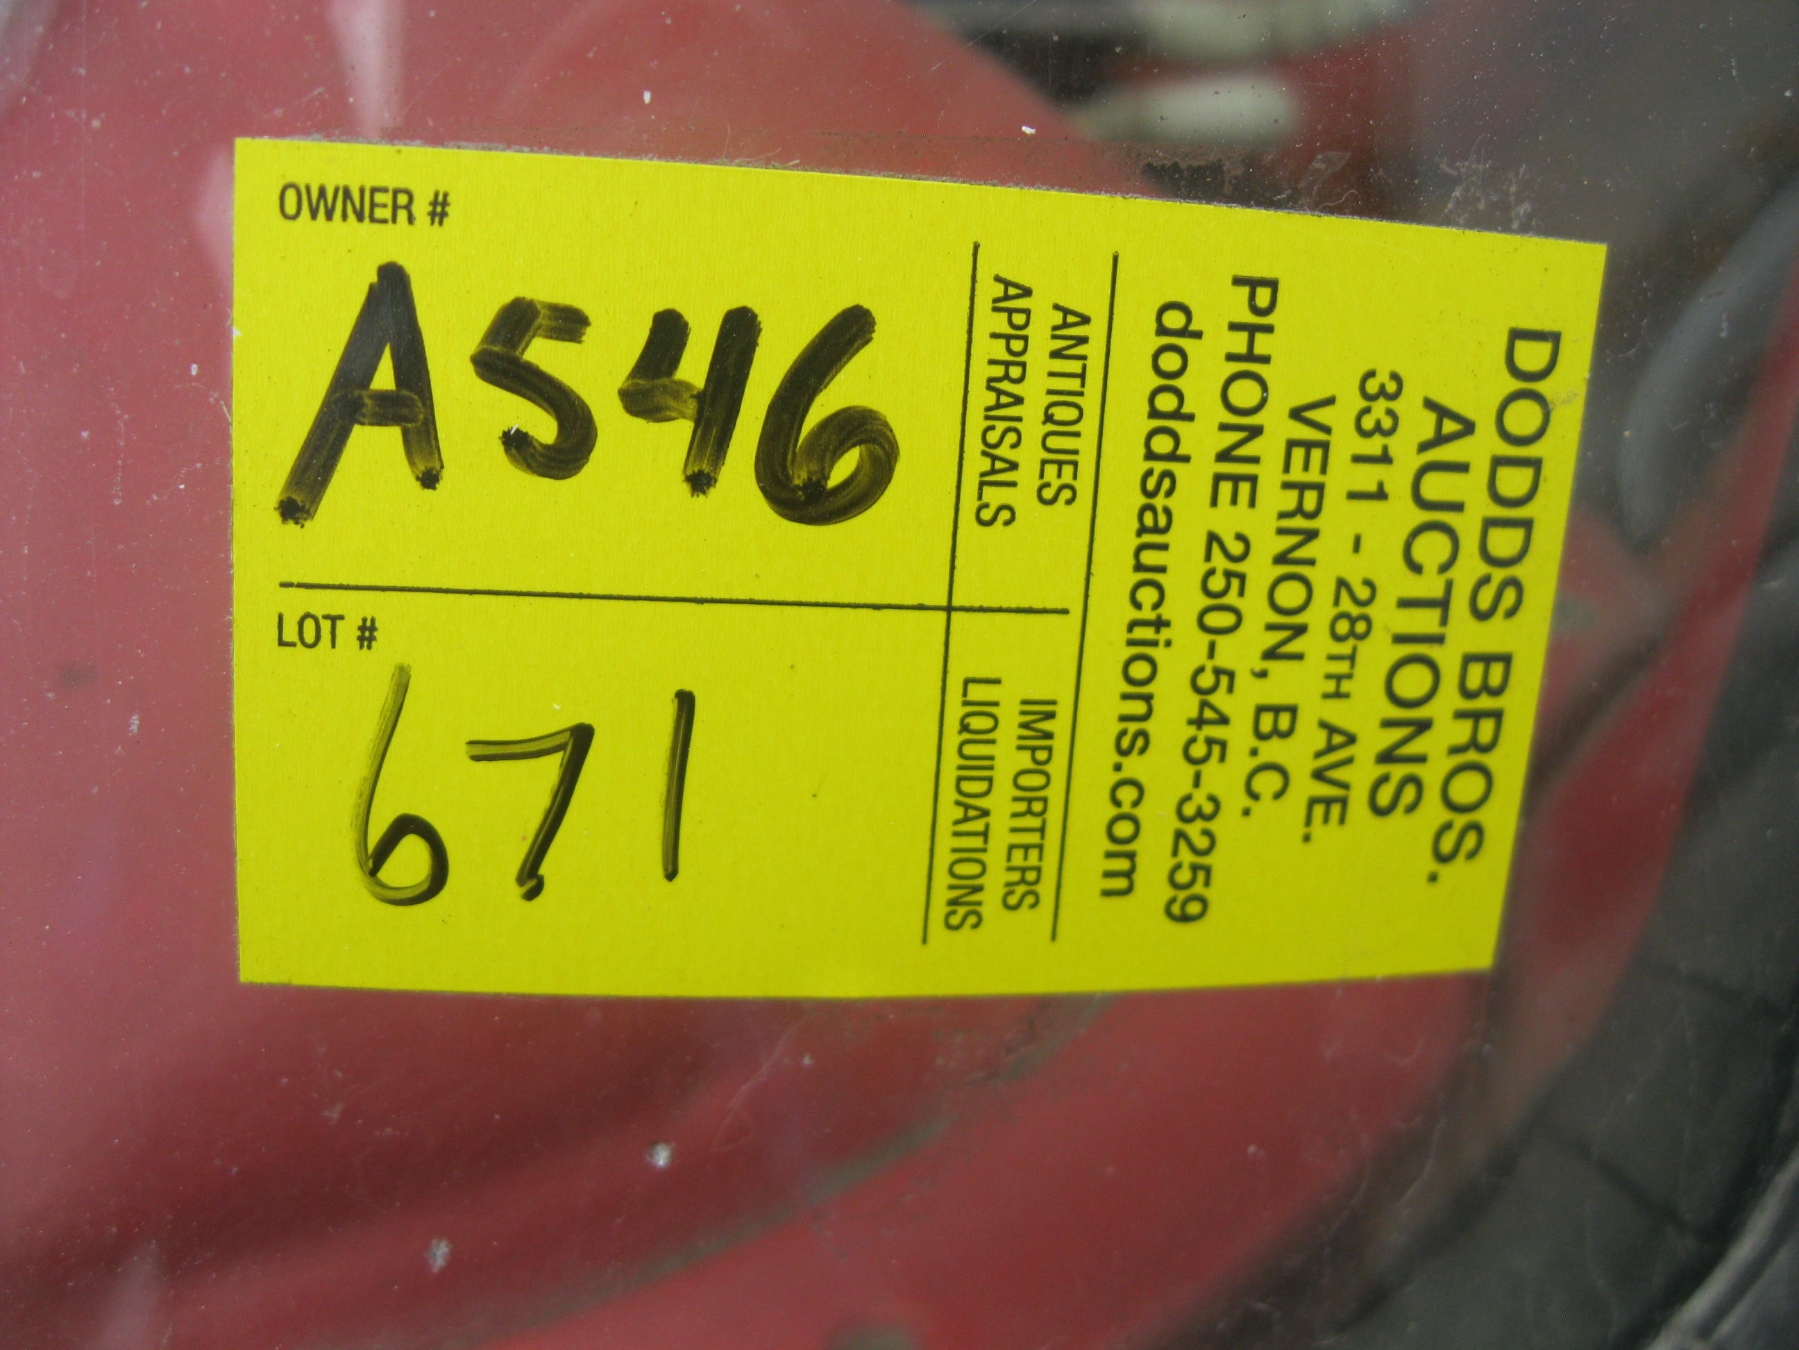 OWNER #
A546
LOT #
671
DODDS BROS.
AUCTIONS
3311 - 28TH AVE.
VERNON, B.C.
PHONE 250-545-3259
doddsauctions.com
ANTIQUES
APPRAISALS
IMPORTERS
LIQUIDATIONS